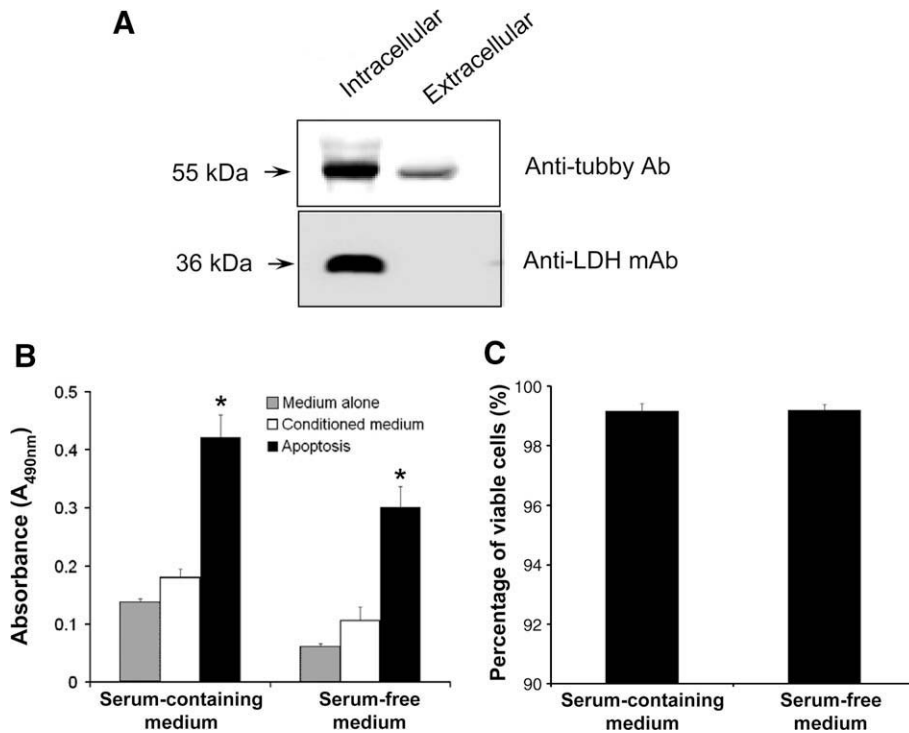 A
Intracellular
Extracellular
55 kDa
Anti-tubby Ab
36 kDa
Anti-LDH mAb
B
Absorbance (A490nm)
0.5
0.4
0.3
0.2
0.1
0
*
*
Medium alone
Conditioned medium
Apoptosis
Serum-containing
medium
Serum-free
medium
C
Percentage of viable cells (%)
100
98
96
94
92
90
Serum-containing
medium
Serum-free
medium